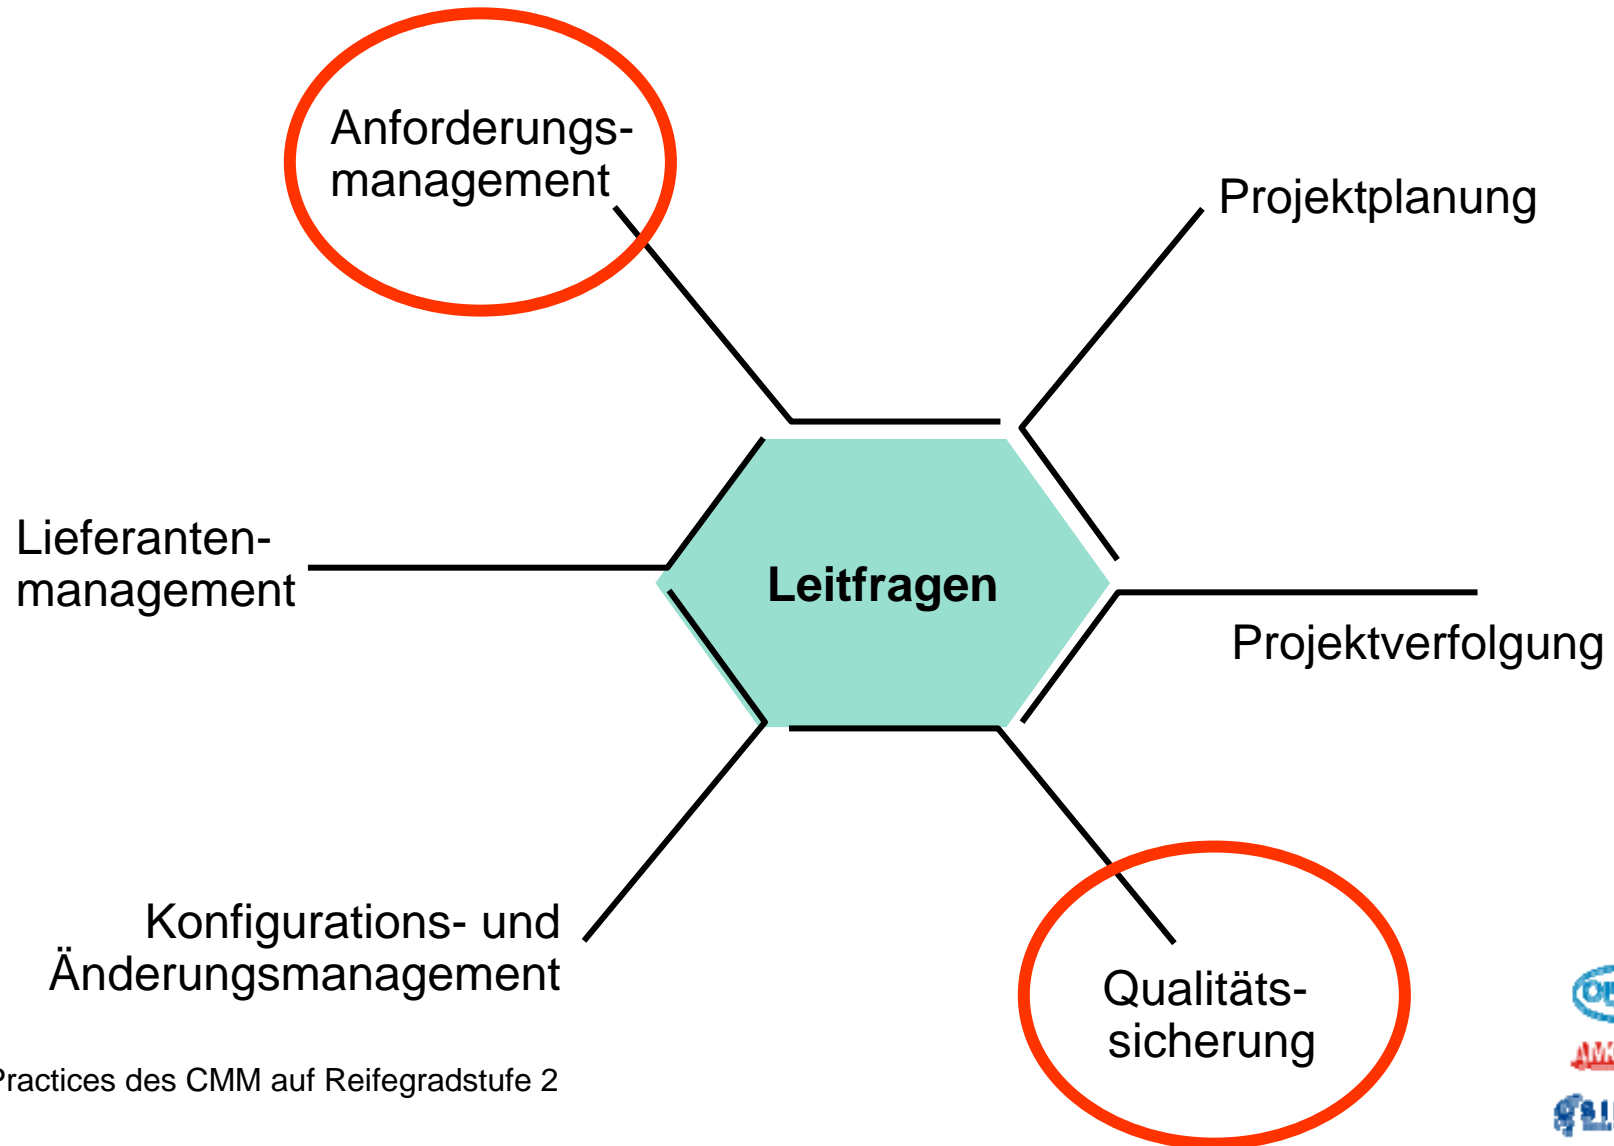 Anforderungs-
management
Projektplanung
Lieferanten-
management
Leitfragen
Projektverfolgung
Konfigurations- und
Änderungsmanagement
Qualitäts-
sicherung
Practices des CMM auf Reifegradstufe 2